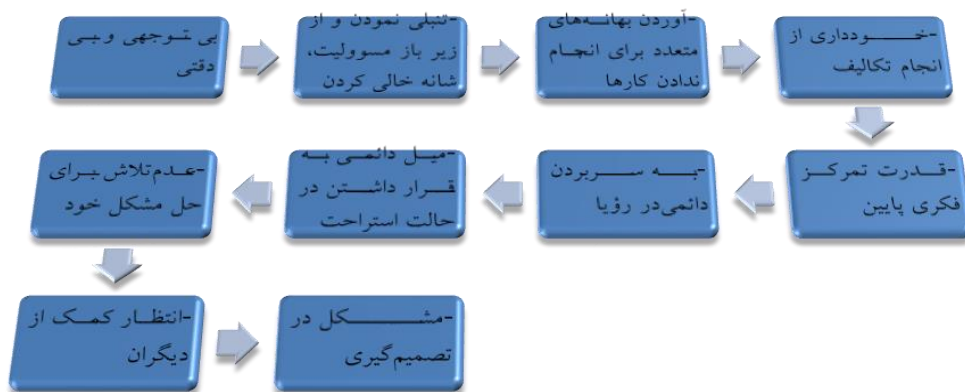 بی توجهی و بی
دقتی
-تنبلی نمودن و از
زیر باز مسوولیت،
شانه خالی کردن
-آوردن بهانه‌های
متعدد برای انجام
ندادن کارها
-خودداری از
انجام تکالیف
-قدرت تمرکز
فکری پایین
-به سربردن
دائمی‌در رؤیا
-میل دائمی به
قرار داشتن در
حالت استراحت
-عدم‌تلاش‌برای
حل مشکل خود
-انتظار کمک از
دیگران
-مشکل در
تصمیم‌گیری